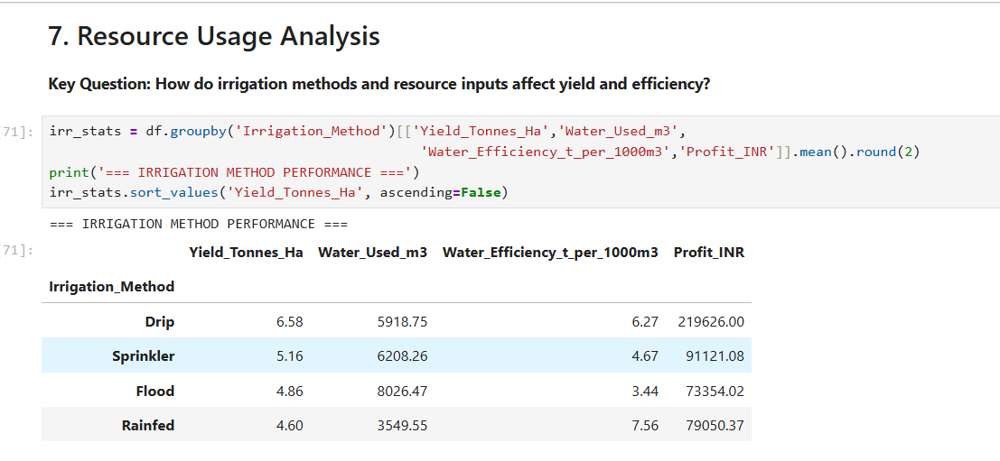 7. Resource Usage Analysis
Key Question: How do irrigation methods and resource inputs affect yield and efficiency?
71]: irr_stats = df.groupby('Irrigation_Method')[['Yield_Tonnes_Ha','Water_Used_m3',
'Water_Efficiency_t_per_1000m3','Profit_INR']].mean().round(2)
print('=== IRRIGATION METHOD PERFORMANCE ===')
irr_stats.sort_values('Yield_Tonnes_Ha', ascending=False)
=== IRRIGATION METHOD PERFORMANCE ===
71]: Yield_Tonnes_Ha Water_Used_m3 Water_Efficiency_t_per_1000m3 Profit_INR
Irrigation_Method
Drip 6.58 5918.75 6.27 219626.00
Sprinkler 5.16 6208.26 4.67 91121.08
Flood 4.86 8026.47 3.44 73354.02
Rainfed 4.60 3549.55 7.56 79050.37